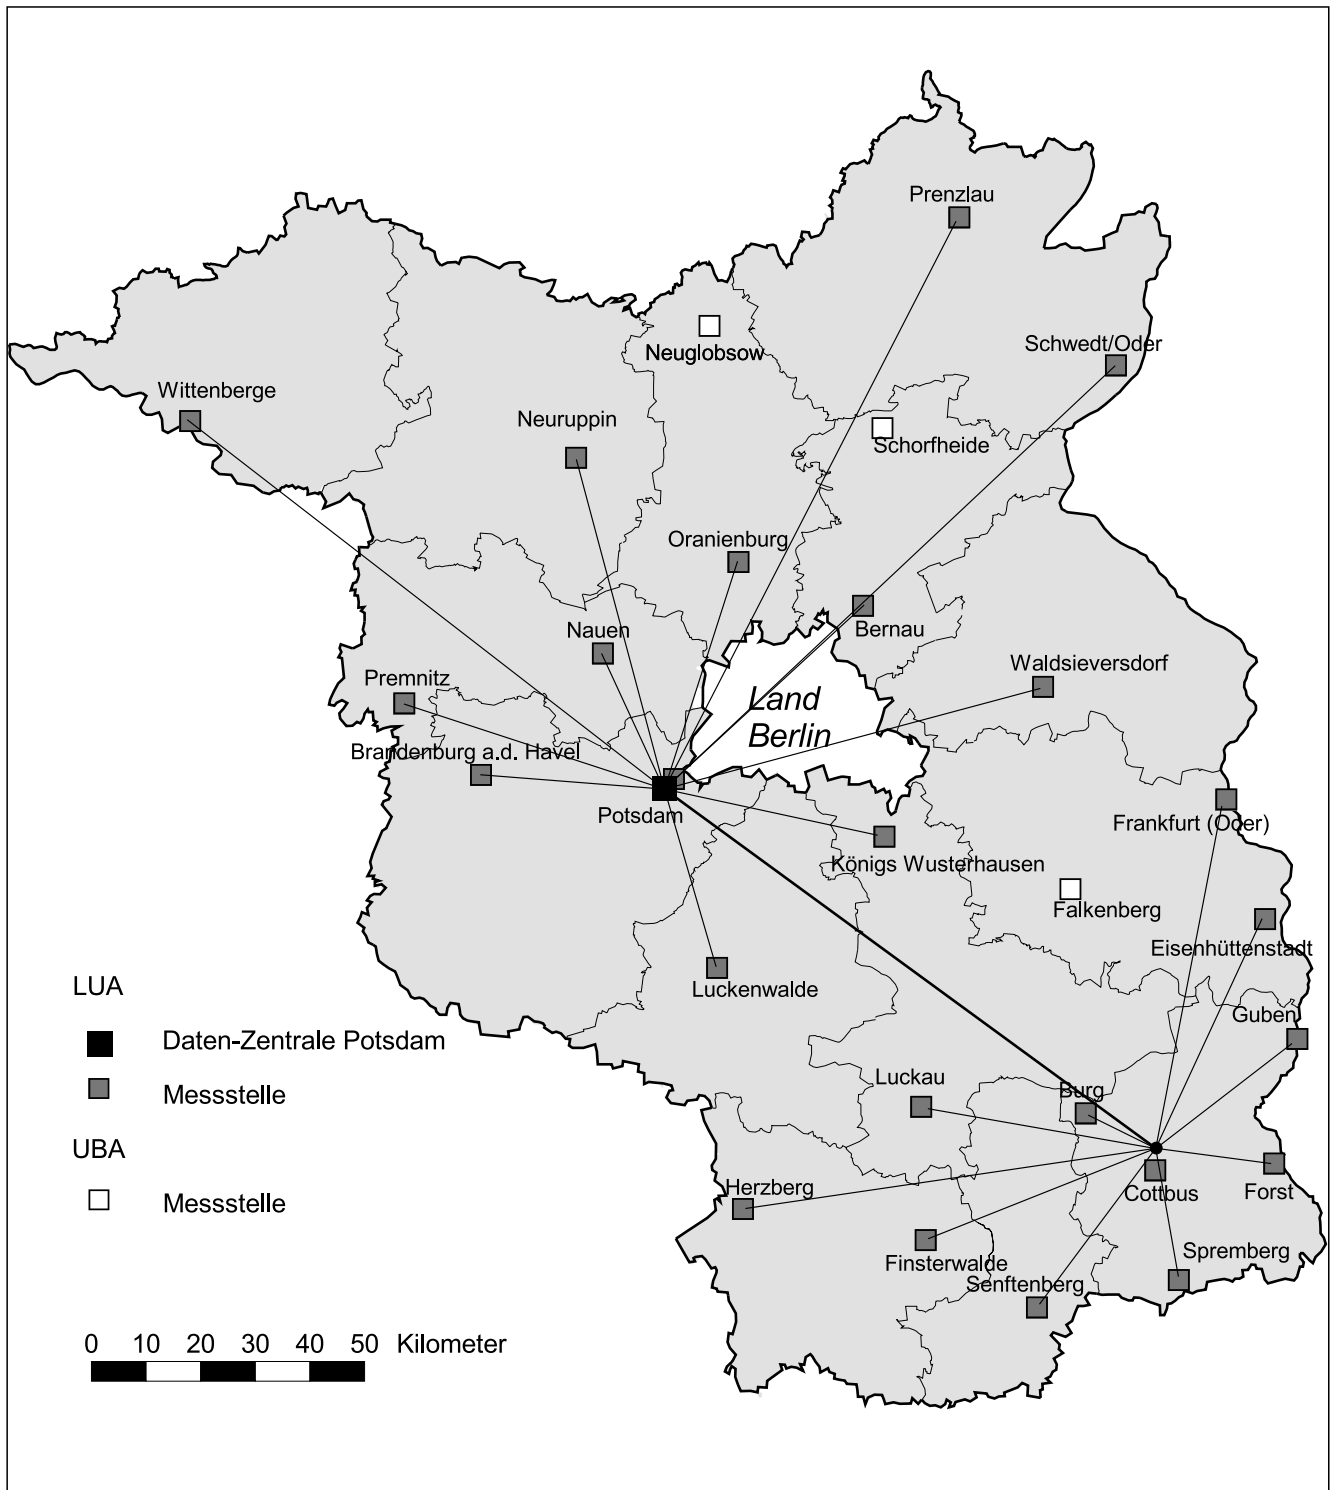 Prenzlau
Neuglobsow
Schwedt/Oder
Wittenberge
Neuruppin
Schorfheide
Oranienburg
Nauen
Bernau
Waldsieversdorf
Premnitz
Land
Berlin
Brandenburg a.d. Havel
Potsdam
Frankfurt (Oder)
Königs Wusterhausen
Falkenberg
Eisenhüttenstadt
Luckenwalde
Guben
LUA
Daten-Zentrale Potsdam
Messstelle
UBA
Messstelle
Luckau
Burg
Herzberg
Cottbus
Forst
Finsterwalde
Spremberg
Senftenberg
0 10 20 30 40 50 Kilometer